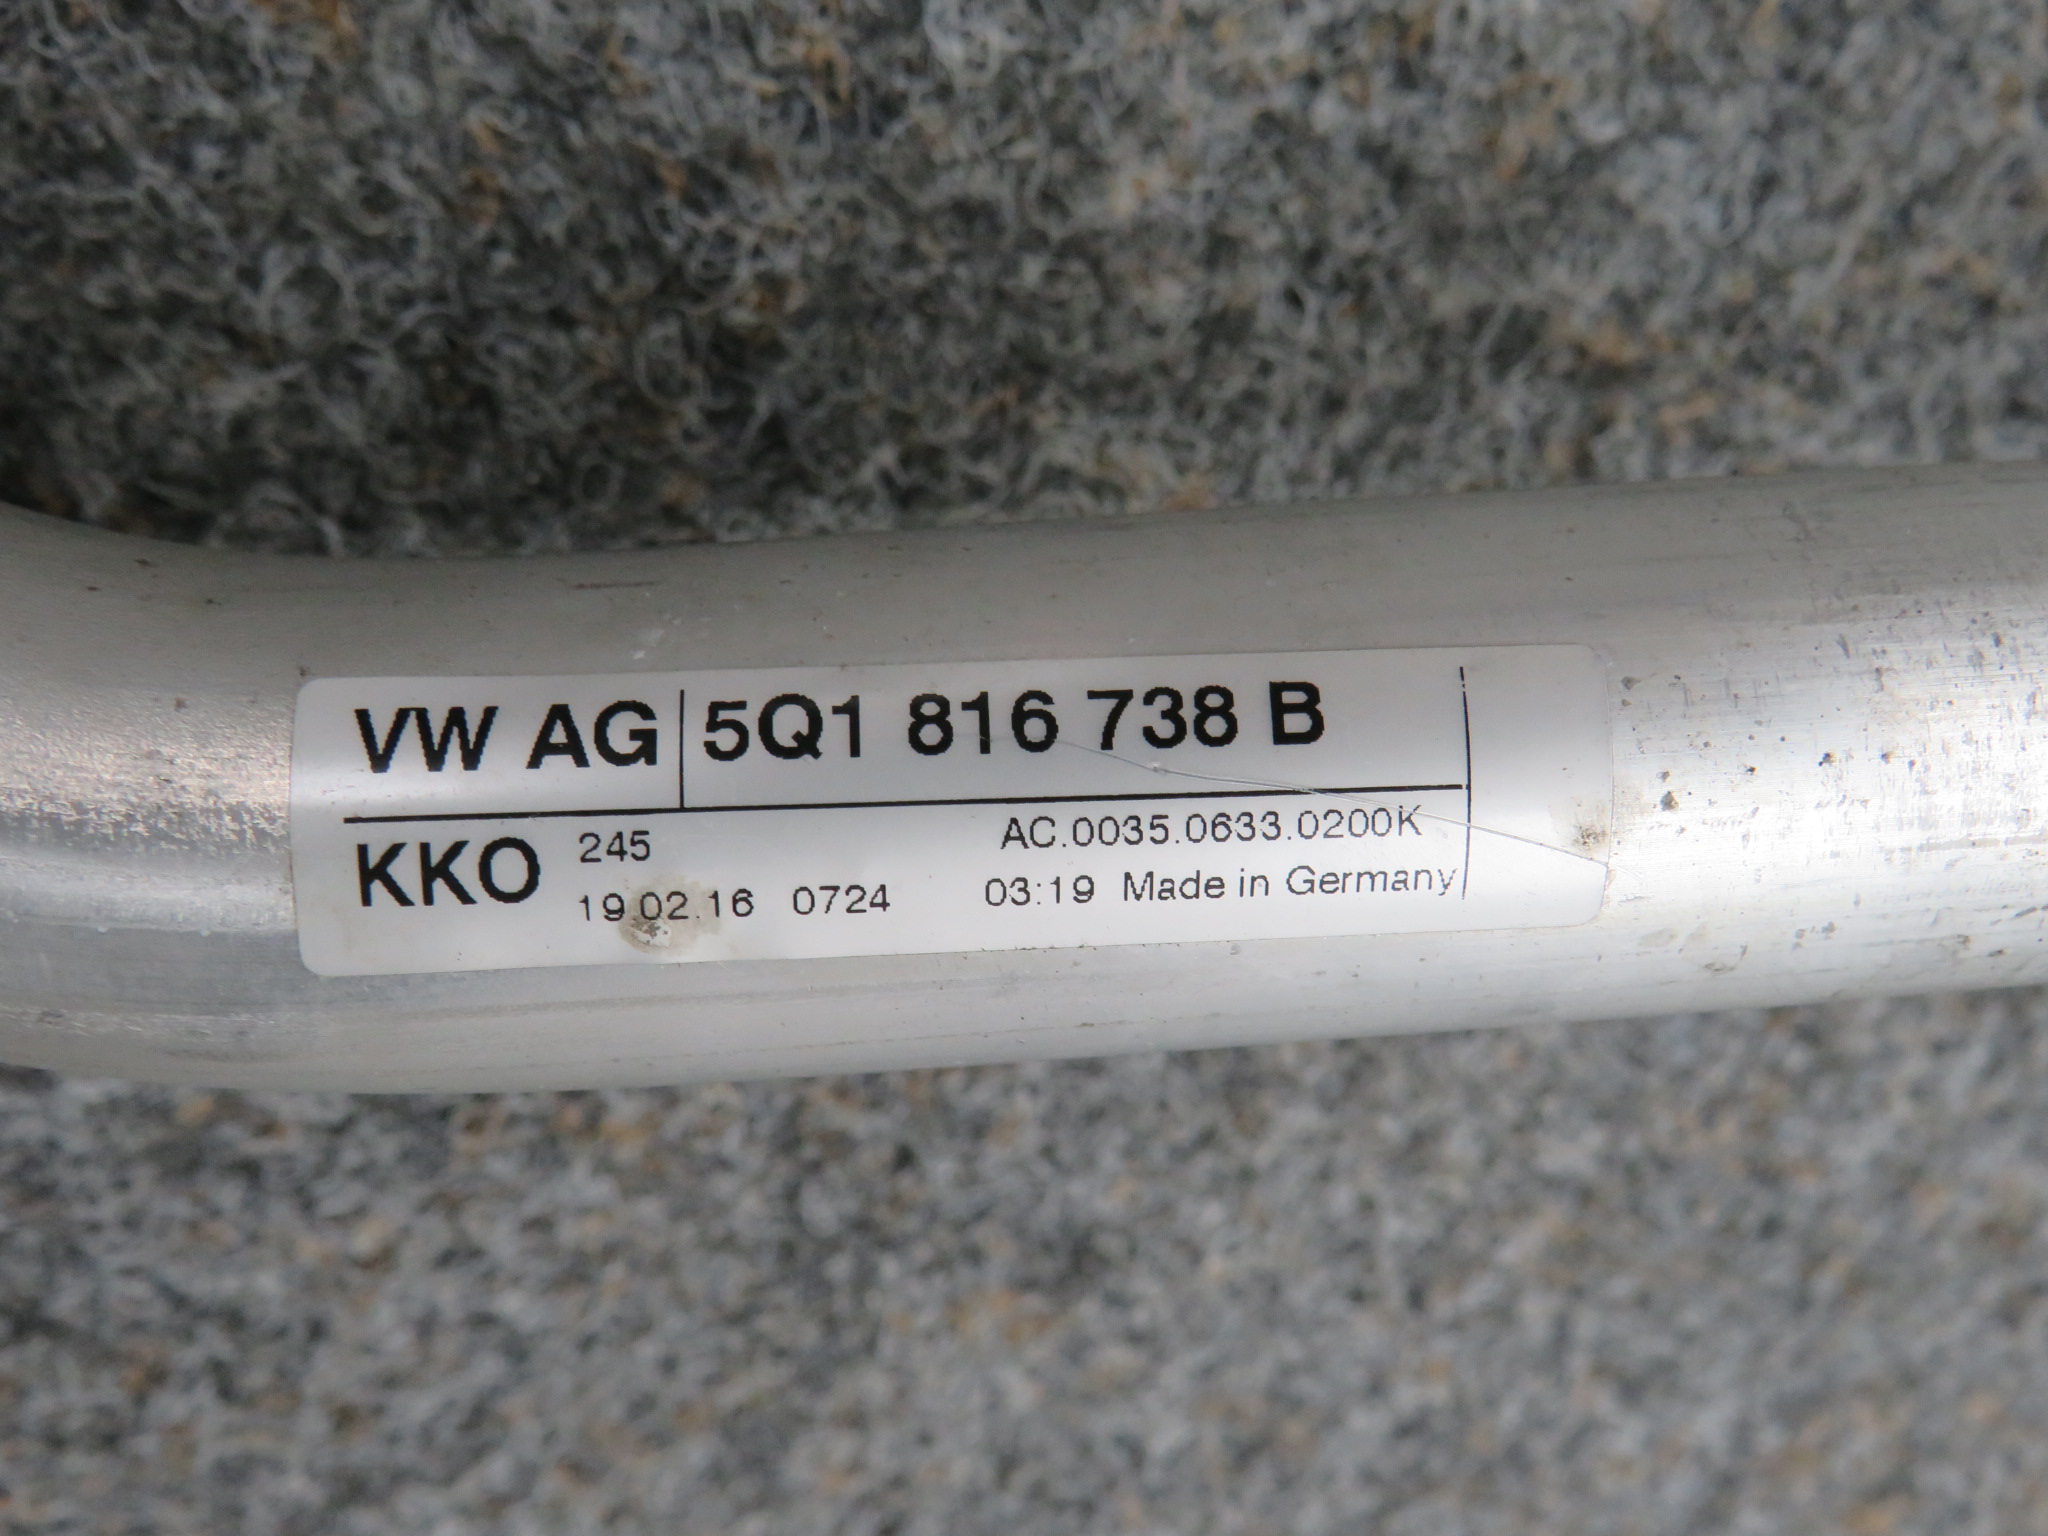 VW AG 5Q1 816 738 B
KKO 245 AC.0035.0633.0200K
19.02.16 0724 03:19 Made in Germany